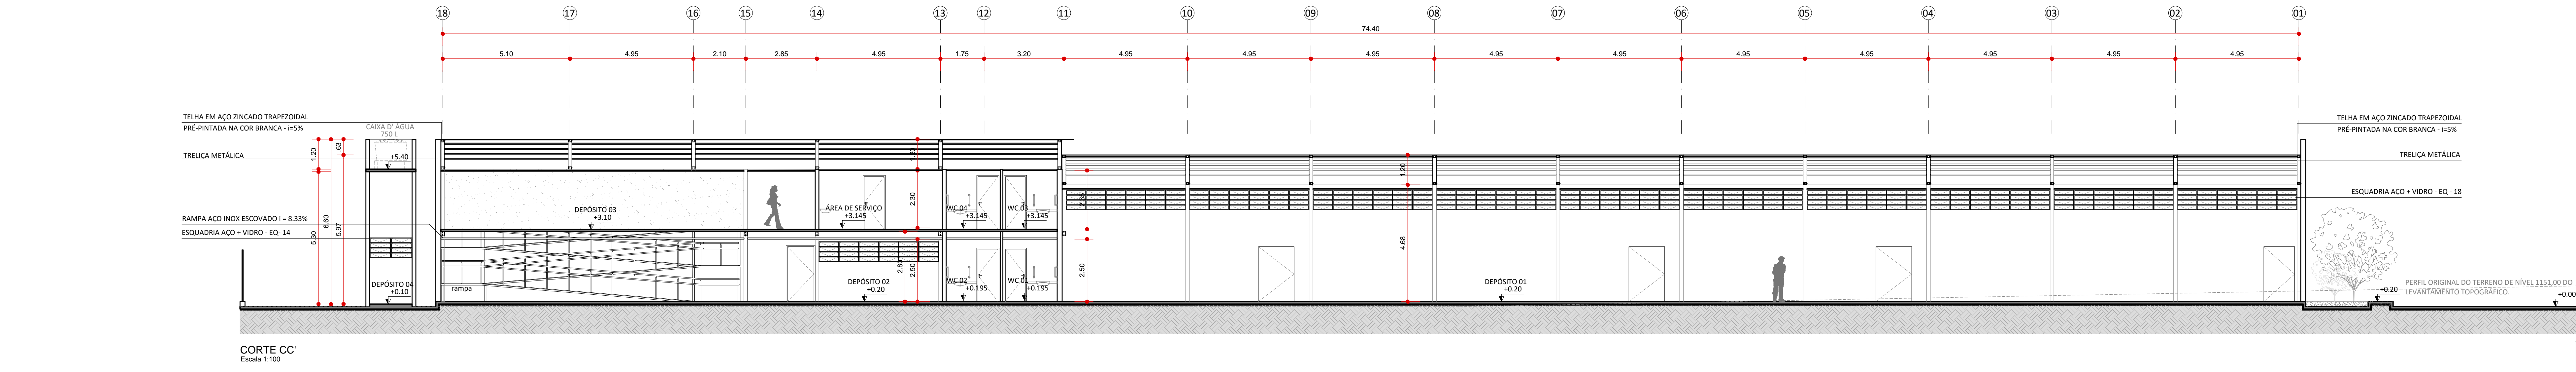 18 17 16 15 14 13 12 11 10 09 08 07 06 05 04 03 02 01
74.40
5.10 4.95 2.10 2.85 4.95 1.75 3.20 4.95 4.95 4.95 4.95 4.95 4.95 4.95 4.95 4.95 4.95
TELHA EM AÇO ZINCADO TRAPEZOIDAL
PRÉ-PINTADA NA COR BRANCA - i=5%
CAIXA D' ÁGUA
750 L
TELHA EM AÇO ZINCADO TRAPEZOIDAL
PRÉ-PINTADA NA COR BRANCA - i=5%
TRELIÇA METÁLICA
1.20
.63
+5.40
1.20
1.20
TRELIÇA METÁLICA
ESQUADRIA AÇO + VIDRO - EQ - 18
RAMPA AÇO INOX ESCOVADO i = 8.33%
ESQUADRIA AÇO + VIDRO - EQ- 14
5.30
6.60
5.97
DEPÓSITO 03
+3.10
ÁREA DE SERVIÇO
+3.145
2.30
WC 04
+3.145
WC 03
+3.145
2.50
4.68
DEPÓSITO 04
+0.10
rampa
DEPÓSITO 02
+0.20
2.80
2.50
WC 02
+0.195
WC 01
+0.195
DEPÓSITO 01
+0.20
+0.20
PERFIL ORIGINAL DO TERRENO DE NÍVEL 1151,00 DO
LEVANTAMENTO TOPOGRÁFICO.
+0.00
CORTE CC'
Escala 1:100